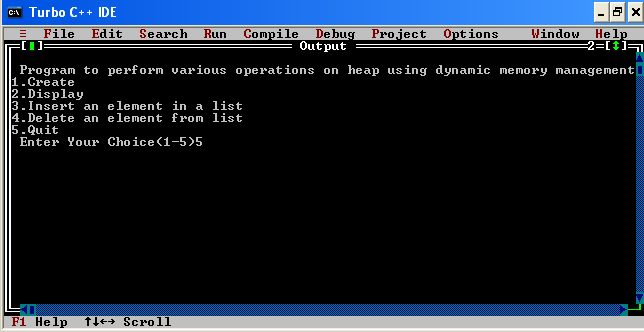 Turbo C++ IDE
≡ File Edit Search Run Compile Debug Project Options Window Help
[■] Output 2=[↕]
Program to perform various operations on heap using dynamic memory management
1.Create
2.Display
3.Insert an element in a list
4.Delete an element from list
5.Quit
Enter Your Choice(1-5)5
F1 Help ↑↓←→ Scroll